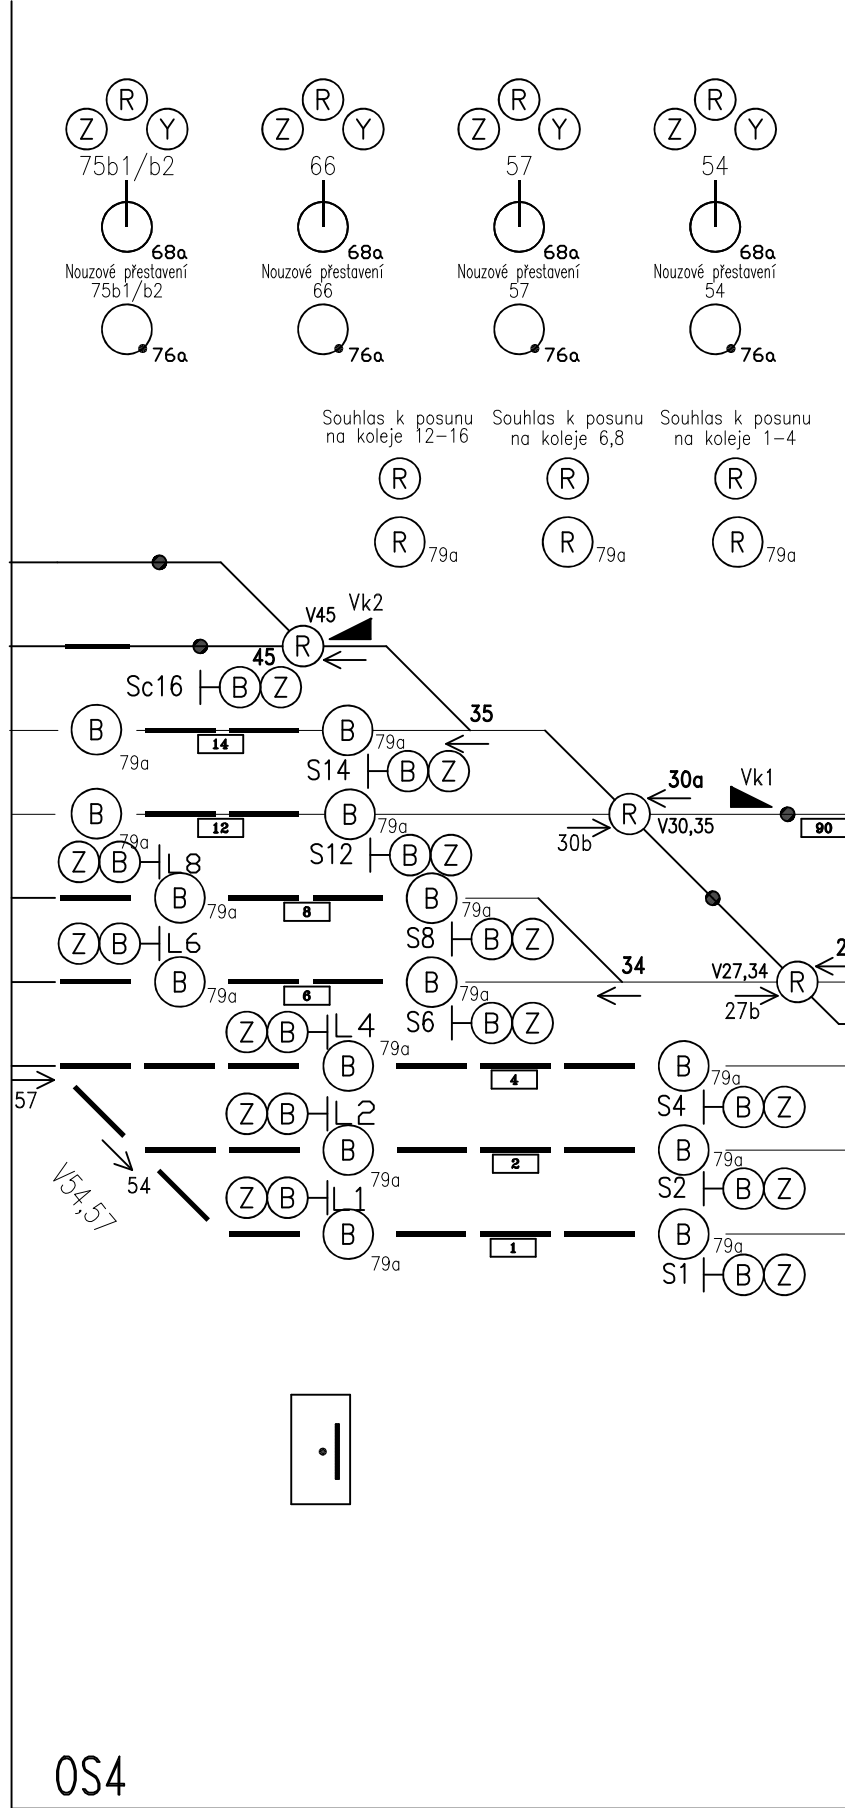 R R R R
Z Y Z Y Z Y Z Y
75b1/b2 66 57 54
68a 68a 68a 68a
Nouzové přestavení Nouzové přestavení Nouzové přestavení Nouzové přestavení
75b1/b2 66 57 54
76a 76a 76a 76a
Souhlas k posunu Souhlas k posunu Souhlas k posunu
na koleje 12-16 na koleje 6,8 na koleje 1-4
R R R
R 79a R 79a R 79a
V45 Vk2
R
45
Sc16 B Z
35
B 79a 14 B 79a
S14 B Z
30a Vk1
B 79a 12 B 79a R V30,35 90
30b
S12 B Z
Z B L8
B 79a 8 B 79a
Z B L6
S8 B Z
34 V27,34 2
B 79a 6 B 79a R
27b
Z B L4
S6 B Z
79a
57 B 4 B 79a
Z B L2
S4 B Z
54 B 79a 2 B 79a
V54,57
Z B L1
S2 B Z
B 79a 1 B 79a
S1 B Z
OS4